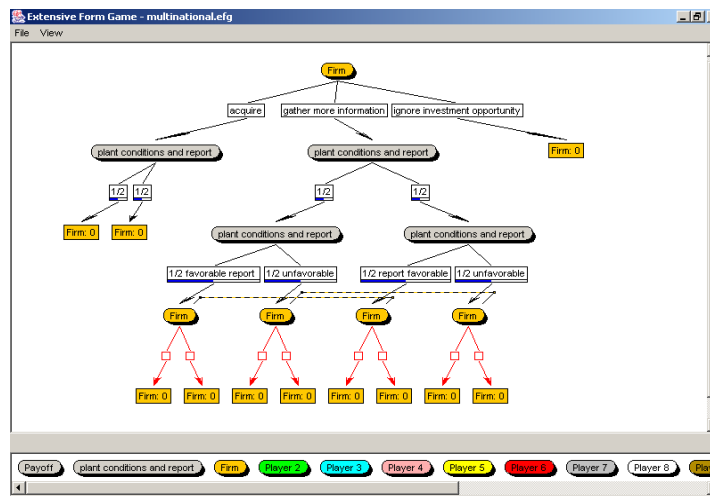 Extensive Form Game - multinational.efg
File View
Firm
acquire gather more information ignore investment opportunity
plant conditions and report plant conditions and report Firm: 0
1/2 1/2 1/2 1/2
Firm: 0 Firm: 0 plant conditions and report plant conditions and report
1/2 favorable report 1/2 unfavorable 1/2 report favorable 1/2 unfavorable
Firm Firm Firm Firm
Firm: 0 Firm: 0 Firm: 0 Firm: 0 Firm: 0 Firm: 0 Firm: 0 Firm: 0
Payoff plant conditions and report Firm Player 2 Player 3 Player 4 Player 5 Player 6 Player 7 Player 8